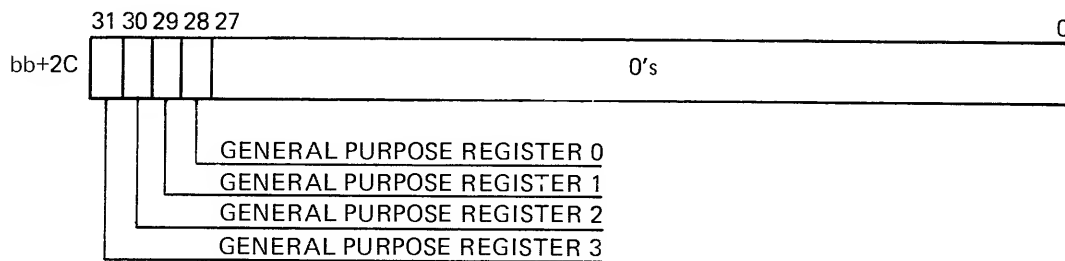 31 30 29 28 27 0
bb+2C 0's
GENERAL PURPOSE REGISTER 0
GENERAL PURPOSE REGISTER 1
GENERAL PURPOSE REGISTER 2
GENERAL PURPOSE REGISTER 3